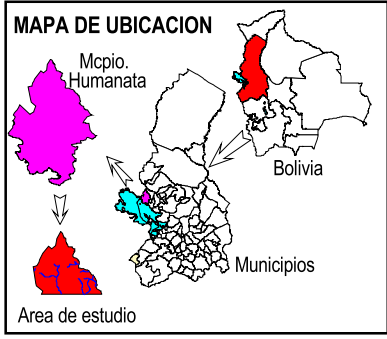 MAPA DE UBICACION
Mcpio.
Humanata
Bolivia
Municipios
Area de estudio